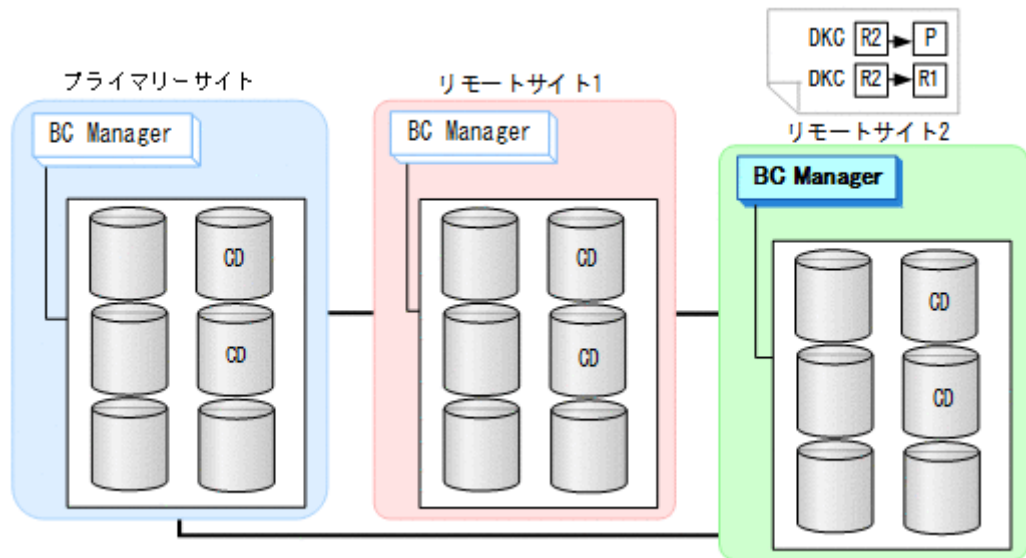 DKC R2 P
DKC R2 R1
プライマリーサイト
リモートサイト1
リモートサイト2
BC Manager
BC Manager
BC Manager
CD
CD
CD
CD
CD
CD